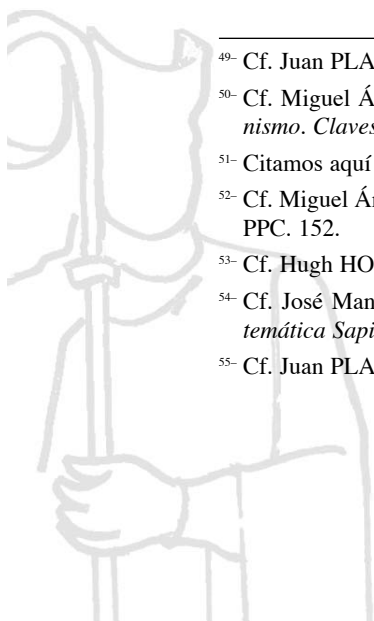 49– Cf. Juan PLA
50– Cf. Miguel Á
nismo. Claves
51– Citamos aquí
52– Cf. Miguel Án
PPC. 152.
53– Cf. Hugh HO
54– Cf. José Man
temática Sapi
55– Cf. Juan PLA